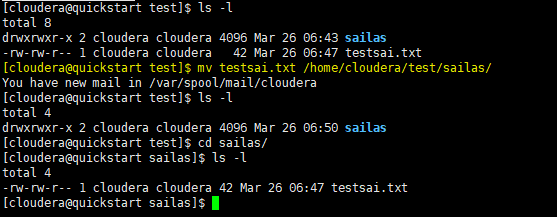 [cloudera@quickstart test]$ ls -l
total 8
drwxrwxr-x 2 cloudera cloudera 4096 Mar 26 06:43 sailas
-rw-rw-r-- 1 cloudera cloudera   42 Mar 26 06:47 testsai.txt
[cloudera@quickstart test]$ mv testsai.txt /home/cloudera/test/sailas/
You have new mail in /var/spool/mail/cloudera
[cloudera@quickstart test]$ ls -l
total 4
drwxrwxr-x 2 cloudera cloudera 4096 Mar 26 06:50 sailas
[cloudera@quickstart test]$ cd sailas/
[cloudera@quickstart sailas]$ ls -l
total 4
-rw-rw-r-- 1 cloudera cloudera 42 Mar 26 06:47 testsai.txt
[cloudera@quickstart sailas]$